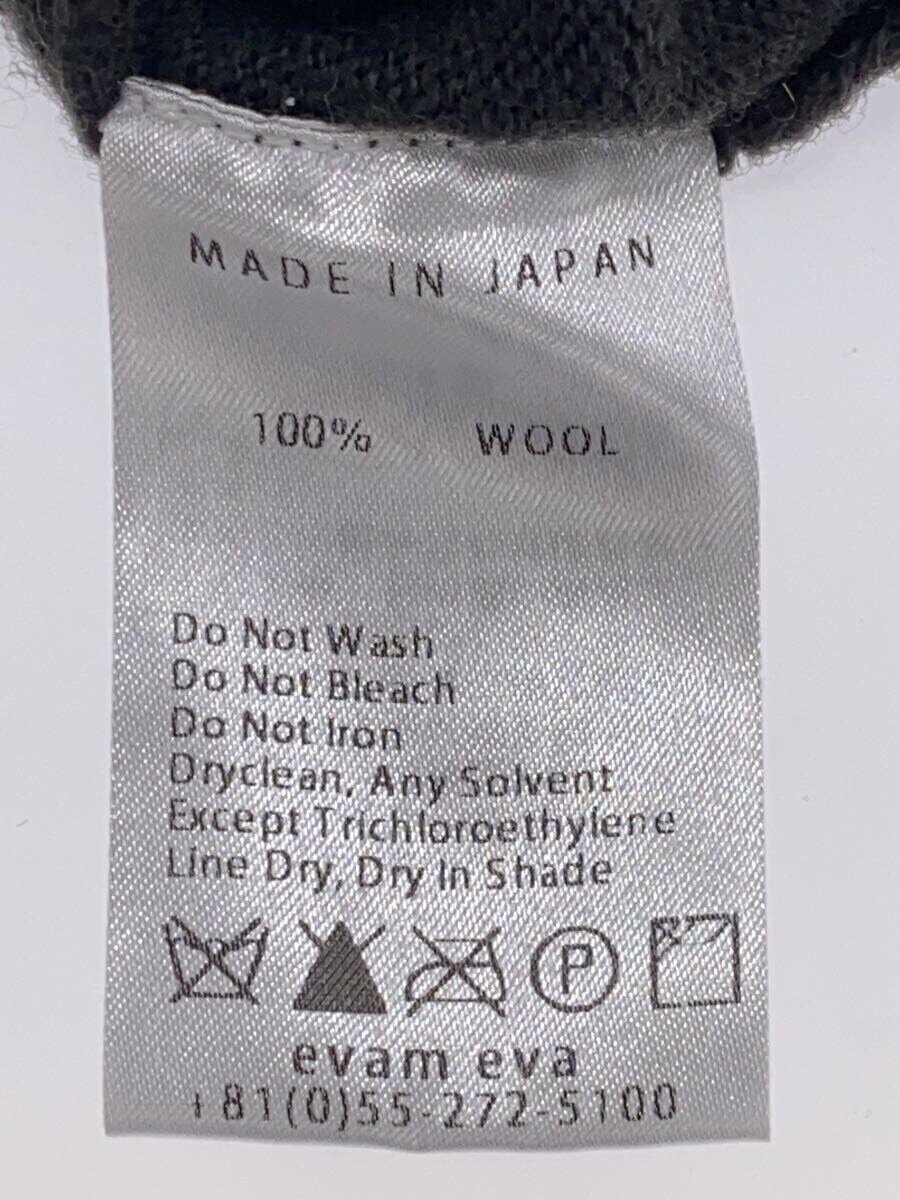 MADE IN JAPAN
100% WOOL
Do Not Wash
Do Not Bleach
Do Not Iron
Dryclean, Any Solvent
Except Trichloroethylene
Line Dry, Dry In Shade
P
evam eva
+81(0)55-272-5100